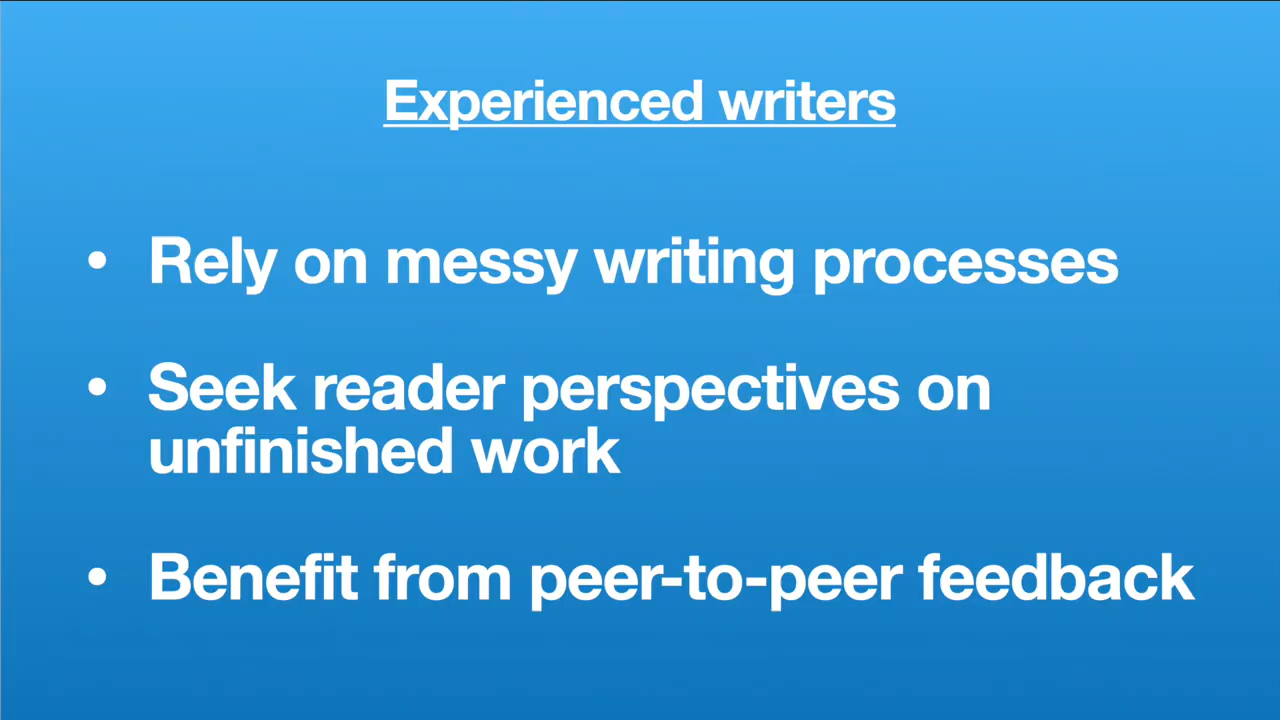 Experienced writers
• Rely on messy writing processes
• Seek reader perspectives on
unfinished work
• Benefit from peer-to-peer feedback